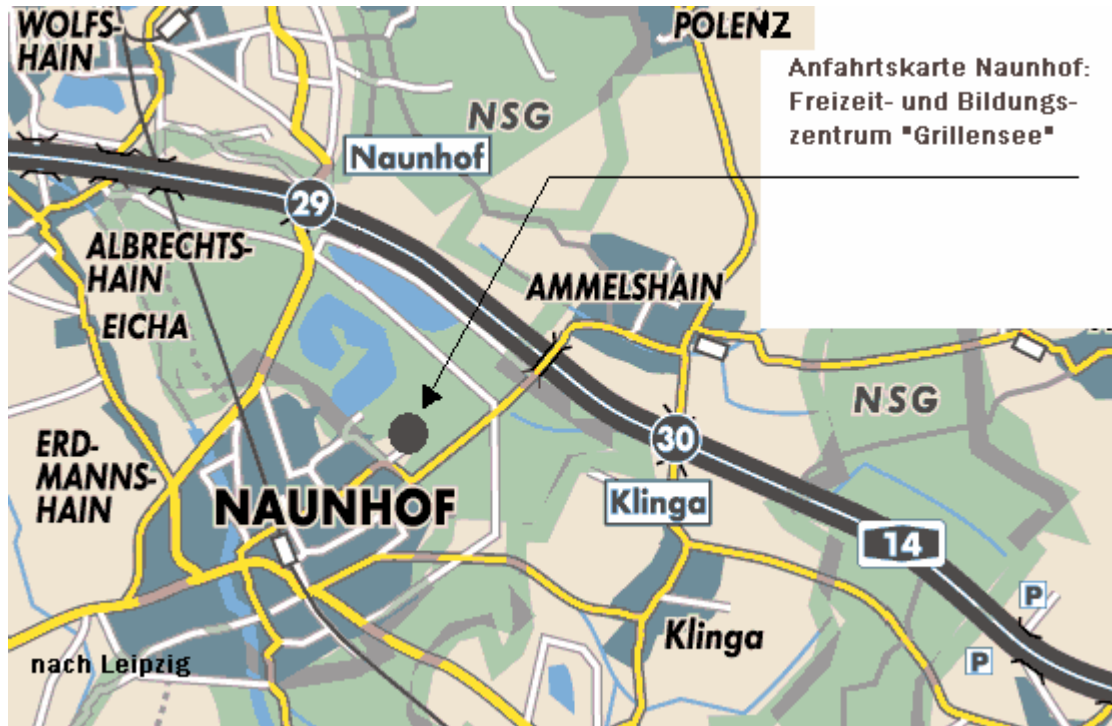 WOLFS-
HAIN
POLENZ
Anfahrtskarte Naunhof:
Freizeit- und Bildungs-
zentrum "Grillensee"
NSG
Naunhof
29
ALBRECHTS-
HAIN
AMMELSHAIN
EICHA
NSG
30
ERD-
MANNS-
HAIN
NAUNHOF
Klinga
14
P
Klinga
P
nach Leipzig